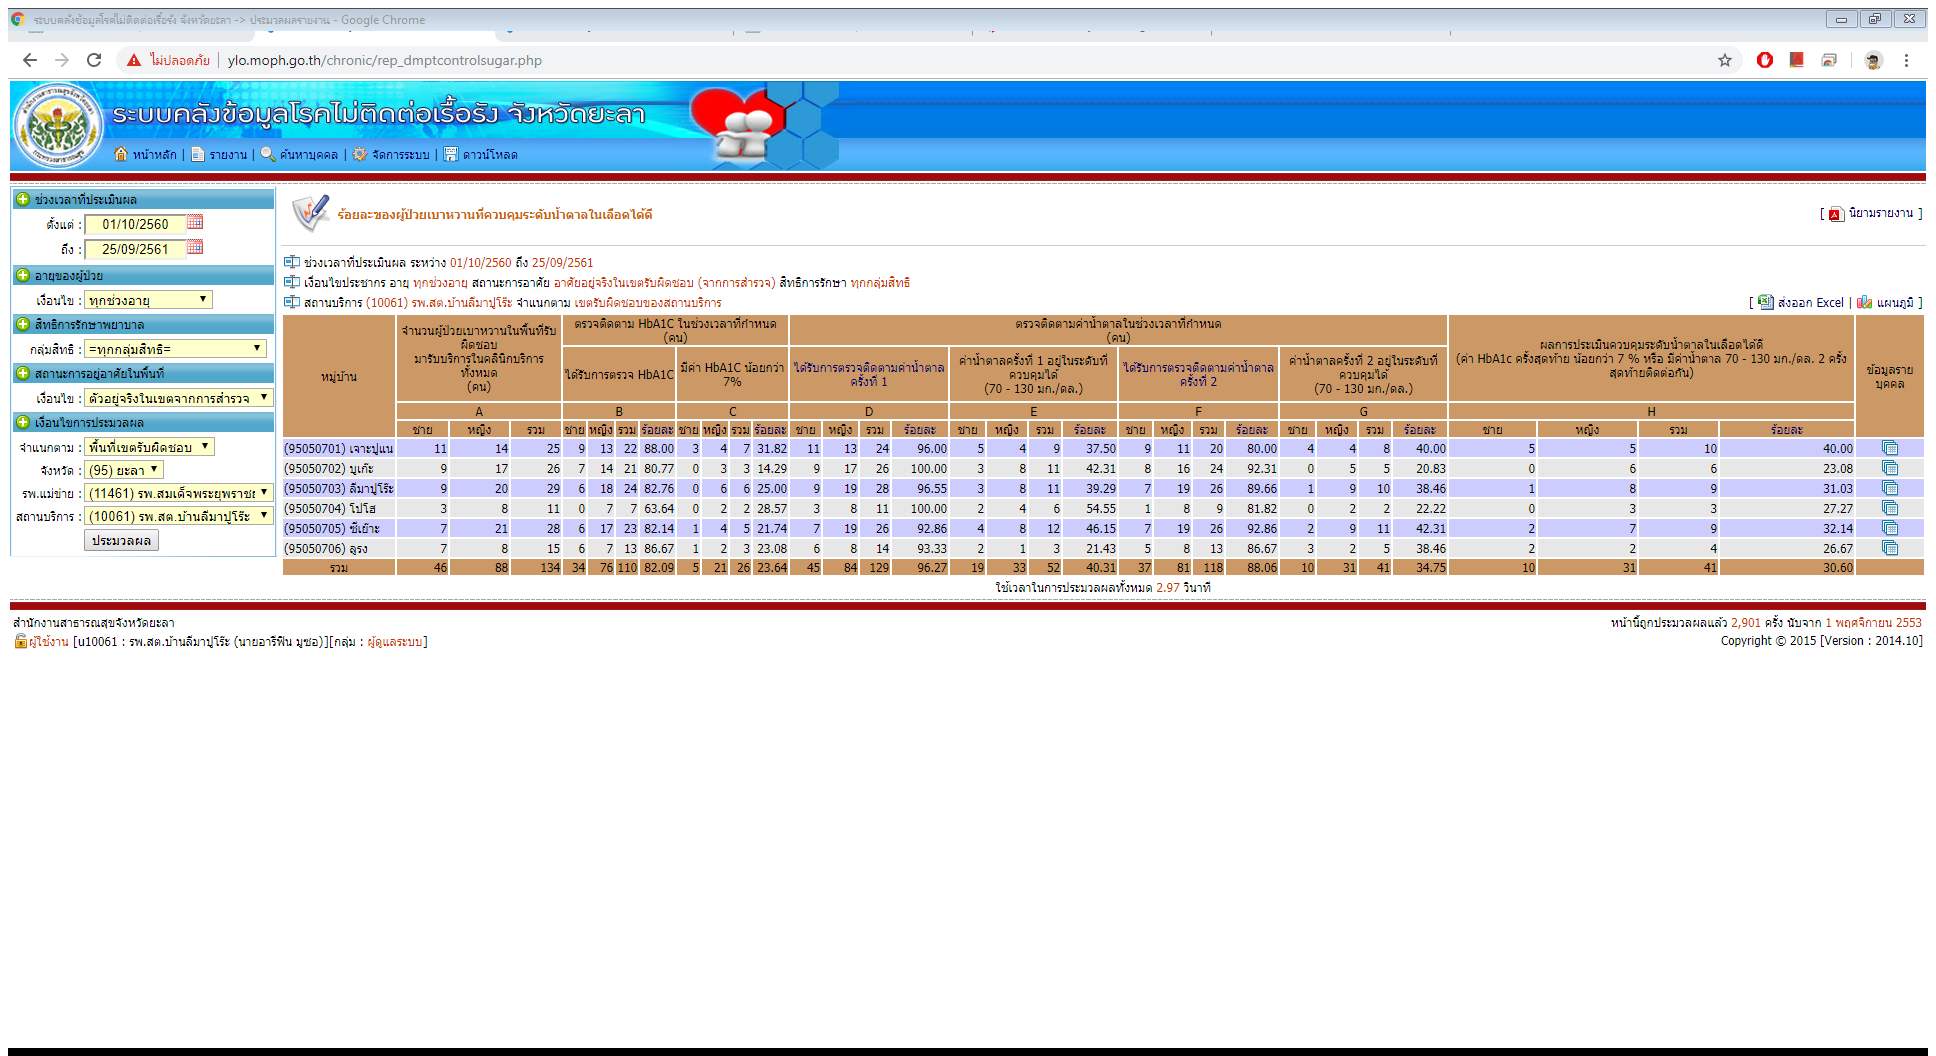 ระบบคลังข้อมูลโรคไม่ติดต่อเรื้อรัง จังหวัดยะลา -> ประมวลผลรายงาน - Google Chrome
ไม่ปลอดภัย | ylo.moph.go.th/chronic/rep_dmptcontrolsugar.php
ระบบคลังข้อมูลโรคไม่ติดต่อเรื้อรัง จังหวัดยะลา
หน้าหลัก | รายงาน | ค้นหาบุคคล | จัดการระบบ | ดาวน์โหลด
ช่วงเวลาที่ประเมินผล
ตั้งแต่ : 01/10/2560
ถึง : 25/09/2561
อายุของผู้ป่วย
เงื่อนไข : ทุกช่วงอายุ
สิทธิการรักษาพยาบาล
กลุ่มสิทธิ : =ทุกกลุ่มสิทธิ=
สถานะการอยู่อาศัยในพื้นที่
เงื่อนไข : ตัวอยู่จริงในเขตจากการสำรวจ
เงื่อนไขการประมวลผล
จำแนกตาม : พื้นที่เขตรับผิดชอบ
จังหวัด : (95) ยะลา
รพ.แม่ข่าย : (11461) รพ.สมเด็จพระยุพราชย
สถานบริการ : (10061) รพ.สต.บ้านลีมาปูโร๊ะ
ประมวลผล
ร้อยละของผู้ป่วยเบาหวานที่ควบคุมระดับน้ำตาลในเลือดได้ดี
[ นิยามรายงาน ]
ช่วงเวลาที่ประเมินผล ระหว่าง 01/10/2560 ถึง 25/09/2561
เงื่อนไขประชากร อายุ ทุกช่วงอายุ สถานะการอาศัย อาศัยอยู่จริงในเขตรับผิดชอบ (จากการสำรวจ) สิทธิการรักษา ทุกกลุ่มสิทธิ
สถานบริการ (10061) รพ.สต.บ้านลีมาปูโร๊ะ จำแนกตาม เขตรับผิดชอบของสถานบริการ
[ ส่งออก Excel | แผนภูมิ ]
หมู่บ้าน
จำนวนผู้ป่วยเบาหวานในพื้นที่รับ
ผิดชอบ
มารับบริการในคลินิกบริการ
ทั้งหมด
(คน)
ตรวจติดตาม HbA1C ในช่วงเวลาที่กำหนด
(คน)
ตรวจติดตามค่าน้ำตาลในช่วงเวลาที่กำหนด
(คน)
ผลการประเมินควบคุมระดับน้ำตาลในเลือดได้ดี
(ค่า HbA1c ครั้งสุดท้าย น้อยกว่า 7 % หรือ มีค่าน้ำตาล 70 - 130 มก./ดล. 2 ครั้ง
สุดท้ายติดต่อกัน)
ข้อมูลราย
บุคคล
ได้รับการตรวจ HbA1C
มีค่า HbA1C น้อยกว่า
7%
ได้รับการตรวจติดตามค่าน้ำตาล
ครั้งที่ 1
ค่าน้ำตาลครั้งที่ 1 อยู่ในระดับที่
ควบคุมได้
(70 - 130 มก./ดล.)
ได้รับการตรวจติดตามค่าน้ำตาล
ครั้งที่ 2
ค่าน้ำตาลครั้งที่ 2 อยู่ในระดับที่
ควบคุมได้
(70 - 130 มก./ดล.)
A B C D E F G H
ชาย หญิง รวม ชาย หญิง รวม ร้อยละ ชาย หญิง รวม ร้อยละ ชาย หญิง รวม ร้อยละ ชาย หญิง รวม ร้อยละ ชาย หญิง รวม ร้อยละ ชาย หญิง รวม ร้อยละ ชาย หญิง รวม ร้อยละ
(95050701) เจาะปูแน 11 14 25 9 13 22 88.00 3 4 7 31.82 11 13 24 96.00 5 4 9 37.50 9 11 20 80.00 4 4 8 40.00 5 5 10 40.00
(95050702) บูเก๊ะ 9 17 26 7 14 21 80.77 0 3 3 14.29 9 17 26 100.00 3 8 11 42.31 8 16 24 92.31 0 5 5 20.83 0 6 6 23.08
(95050703) ลีมาปูโร๊ะ 9 20 29 6 18 24 82.76 0 6 6 25.00 9 19 28 96.55 3 8 11 39.29 7 19 26 89.66 1 9 10 38.46 1 8 9 31.03
(95050704) โปโฮ 3 8 11 0 7 7 63.64 0 2 2 28.57 3 8 11 100.00 2 4 6 54.55 1 8 9 81.82 0 2 2 22.22 0 3 3 27.27
(95050705) ซีเย๊าะ 7 21 28 6 17 23 82.14 1 4 5 21.74 7 19 26 92.86 4 8 12 46.15 7 19 26 92.86 2 9 11 42.31 2 7 9 32.14
(95050706) ลูรง 7 8 15 6 7 13 86.67 1 2 3 23.08 6 8 14 93.33 2 1 3 21.43 5 8 13 86.67 3 2 5 38.46 2 2 4 26.67
รวม 46 88 134 34 76 110 82.09 5 21 26 23.64 45 84 129 96.27 19 33 52 40.31 37 81 118 88.06 10 31 41 34.75 10 31 41 30.60
ใช้เวลาในการประมวลผลทั้งหมด 2.97 วินาที
สำนักงานสาธารณสุขจังหวัดยะลา
หน้านี้ถูกประมวลผลแล้ว 2,901 ครั้ง นับจาก 1 พฤศจิกายน 2553
ผู้ใช้งาน [u10061 : รพ.สต.บ้านลีมาปูโร๊ะ (นายอารีฟีน มูซอ)][กลุ่ม : ผู้ดูแลระบบ]
Copyright © 2015 [Version : 2014.10]